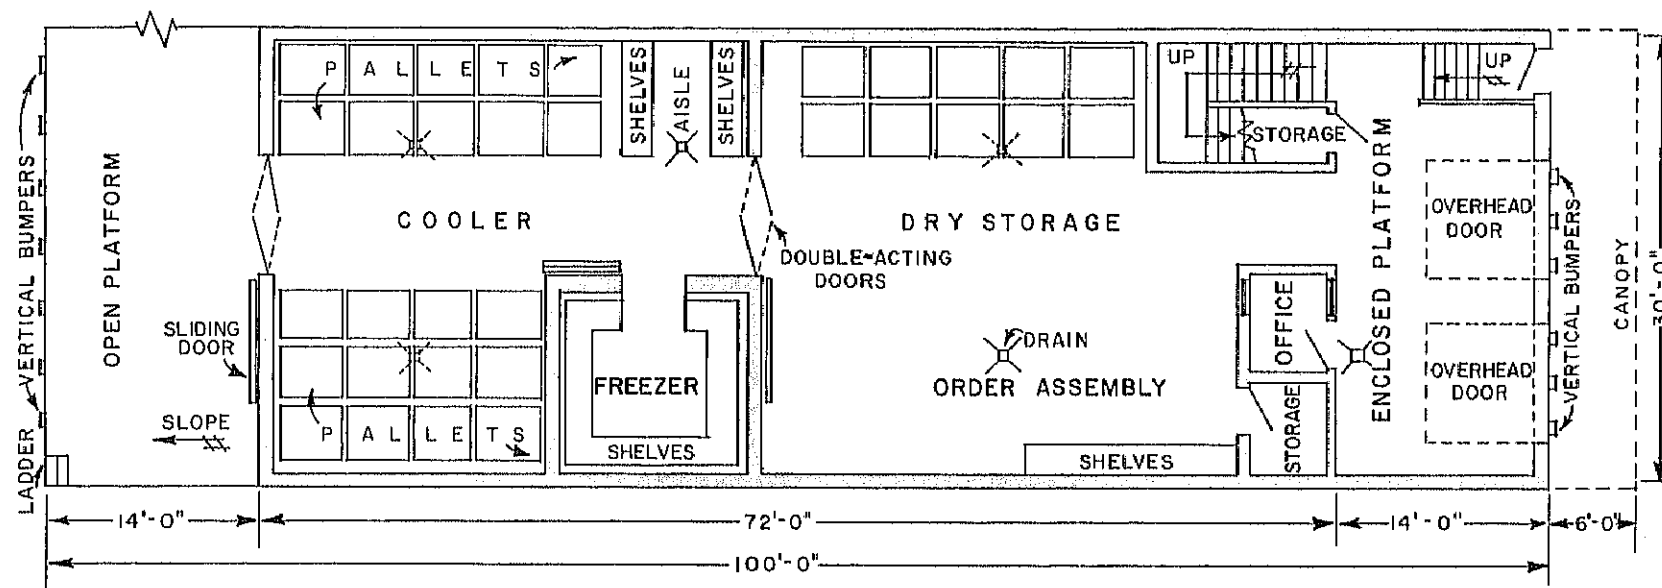 PALLETS
SHELVES
AISLE
SHELVES
UP
UP
STORAGE
VERTICAL BUMPERS
OPEN PLATFORM
COOLER
DRY STORAGE
DOUBLE-ACTING
DOORS
ENCLOSED PLATFORM
OVERHEAD
DOOR
VERTICAL BUMPERS
CANOPY
30'-0"
SLIDING
DOOR
FREEZER
DRAIN
ORDER ASSEMBLY
OFFICE
OVERHEAD
DOOR
SLOPE
PALLETS
SHELVES
SHELVES
STORAGE
LADDER
14'-0"
72'-0"
14'-0"
6'-0"
100'-0"